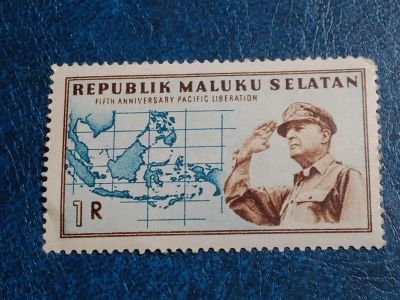 REPUBLIK MALUKU SELATAN
FIFTH ANNIVERSARY PACIFIC LIBERATION
1 R